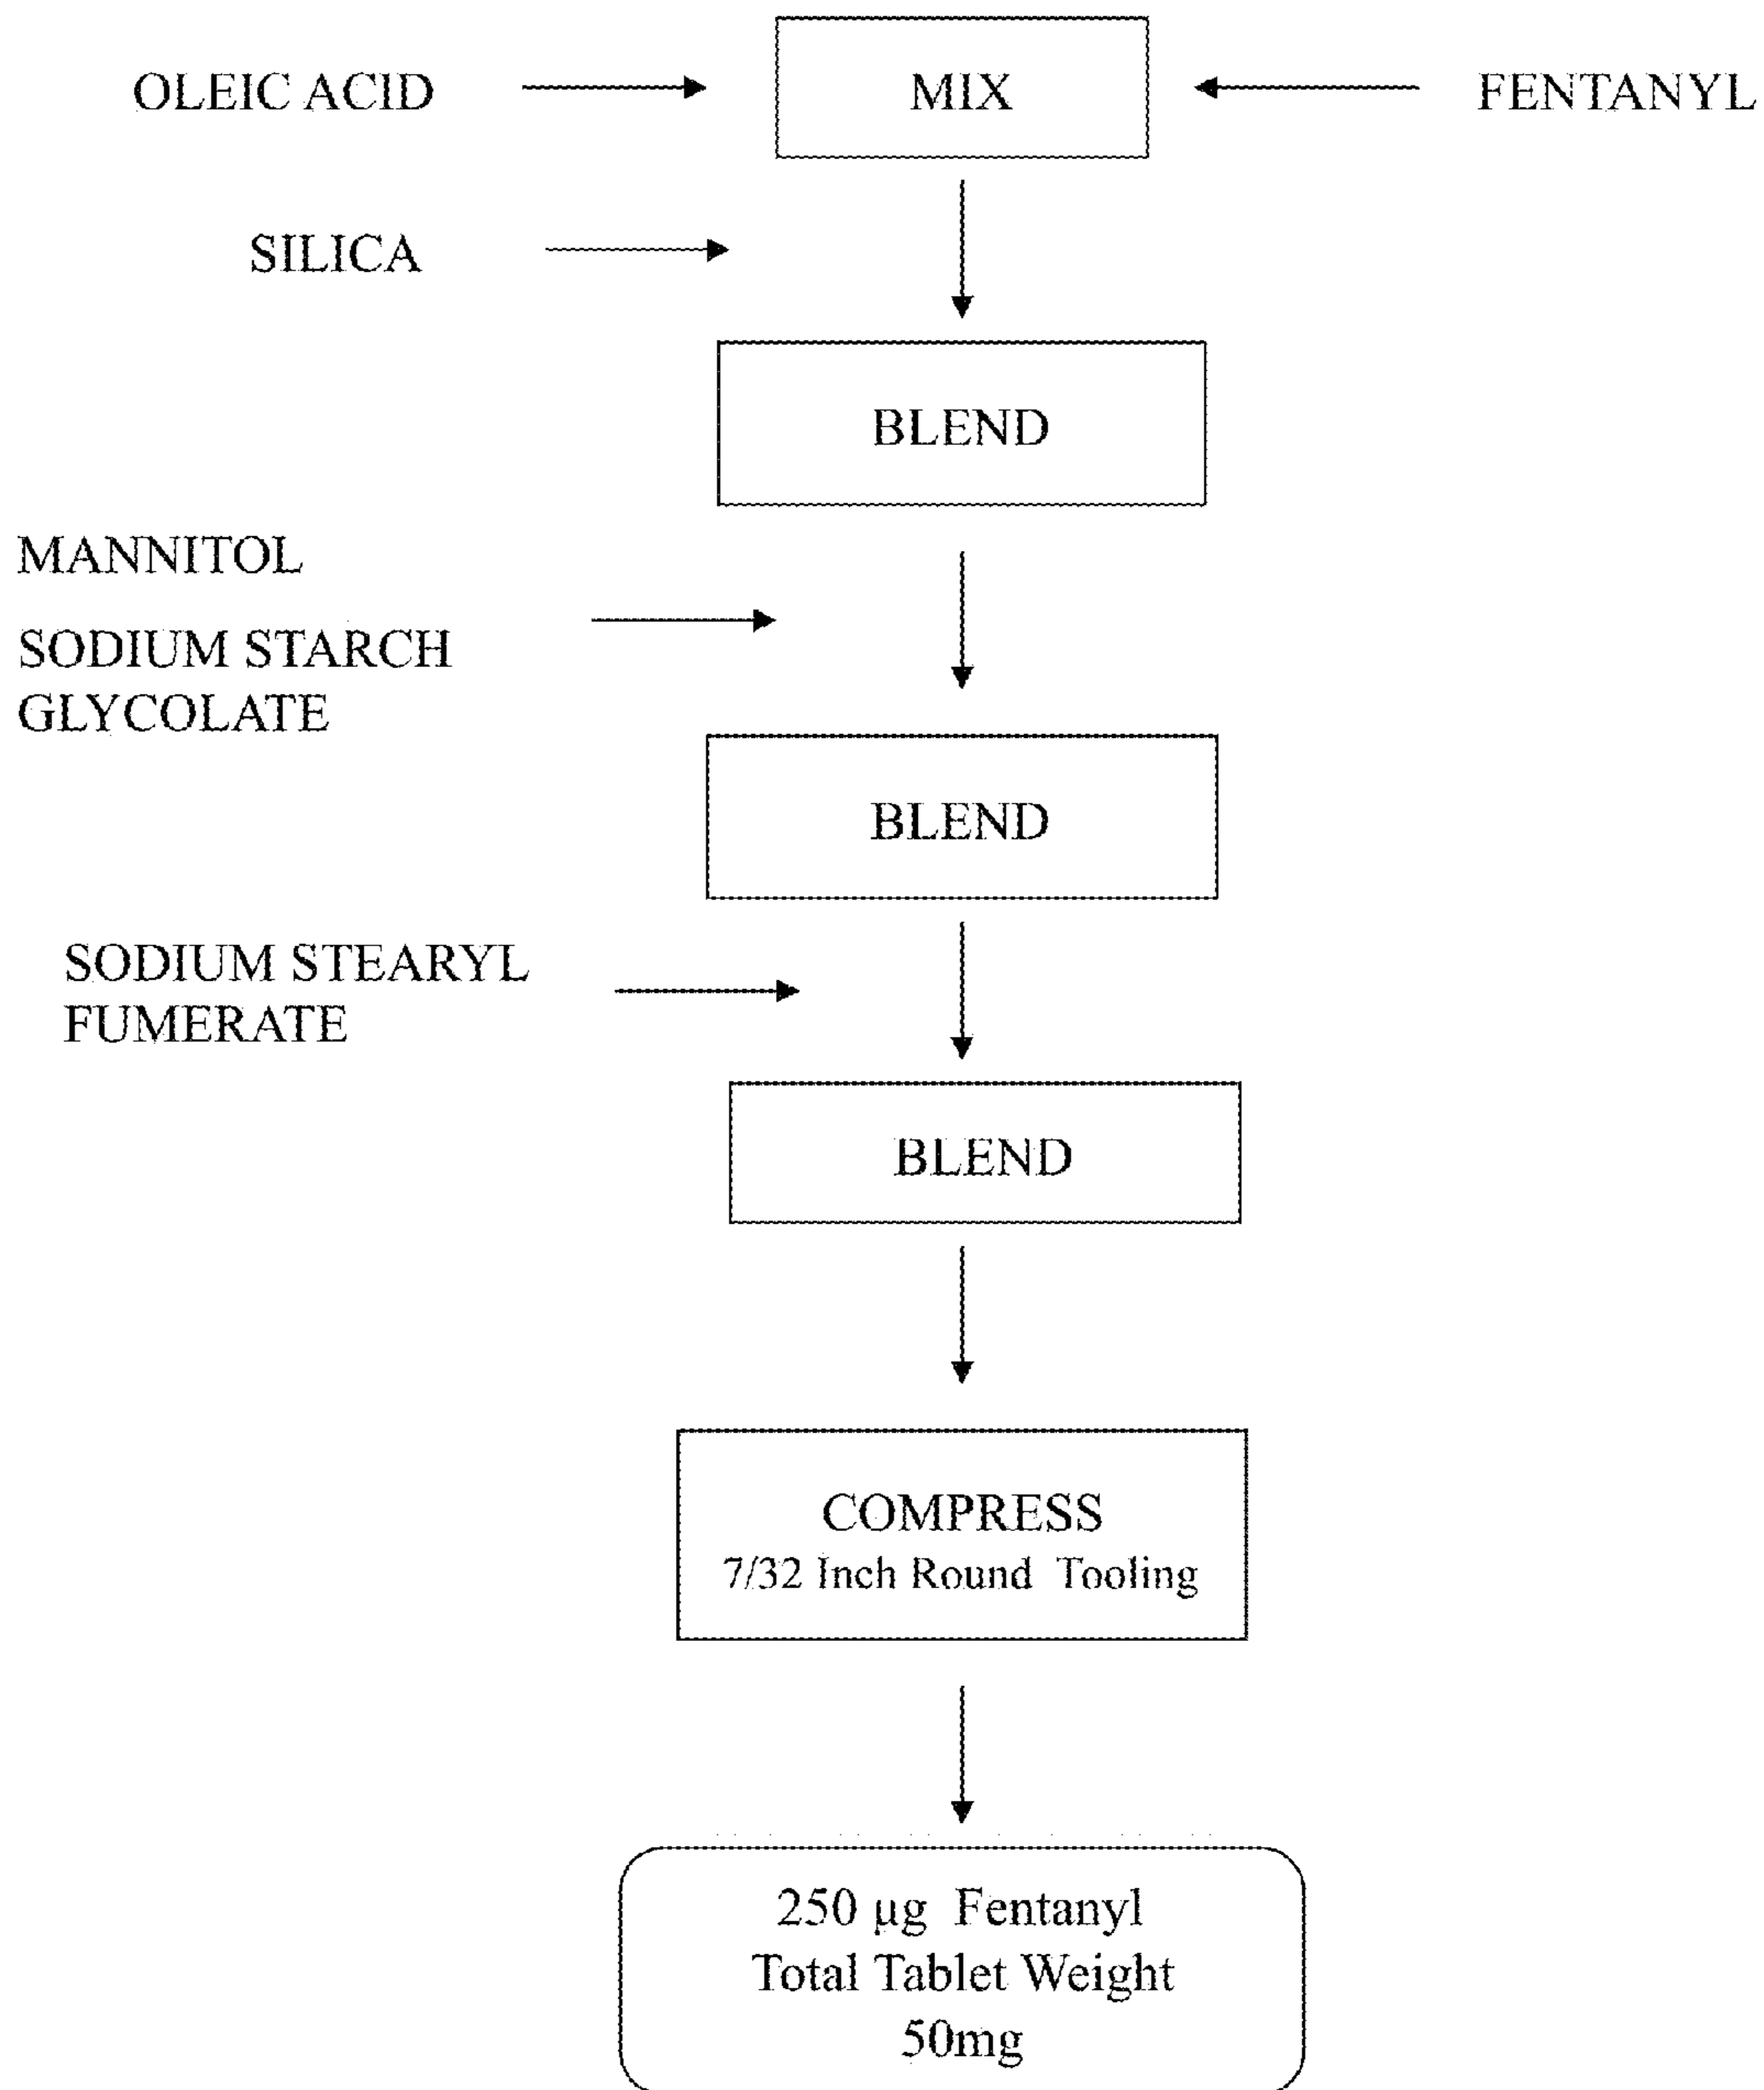 OLEIC ACID
MIX
FENTANYL
SILICA
BLEND
MANNITOL
SODIUM STARCH
GLYCOLATE
BLEND
SODIUM STEARYL
FUMERATE
BLEND
COMPRESS
7/32 Inch Round Tooling
250 μg Fentanyl
Total Tablet Weight
50mg